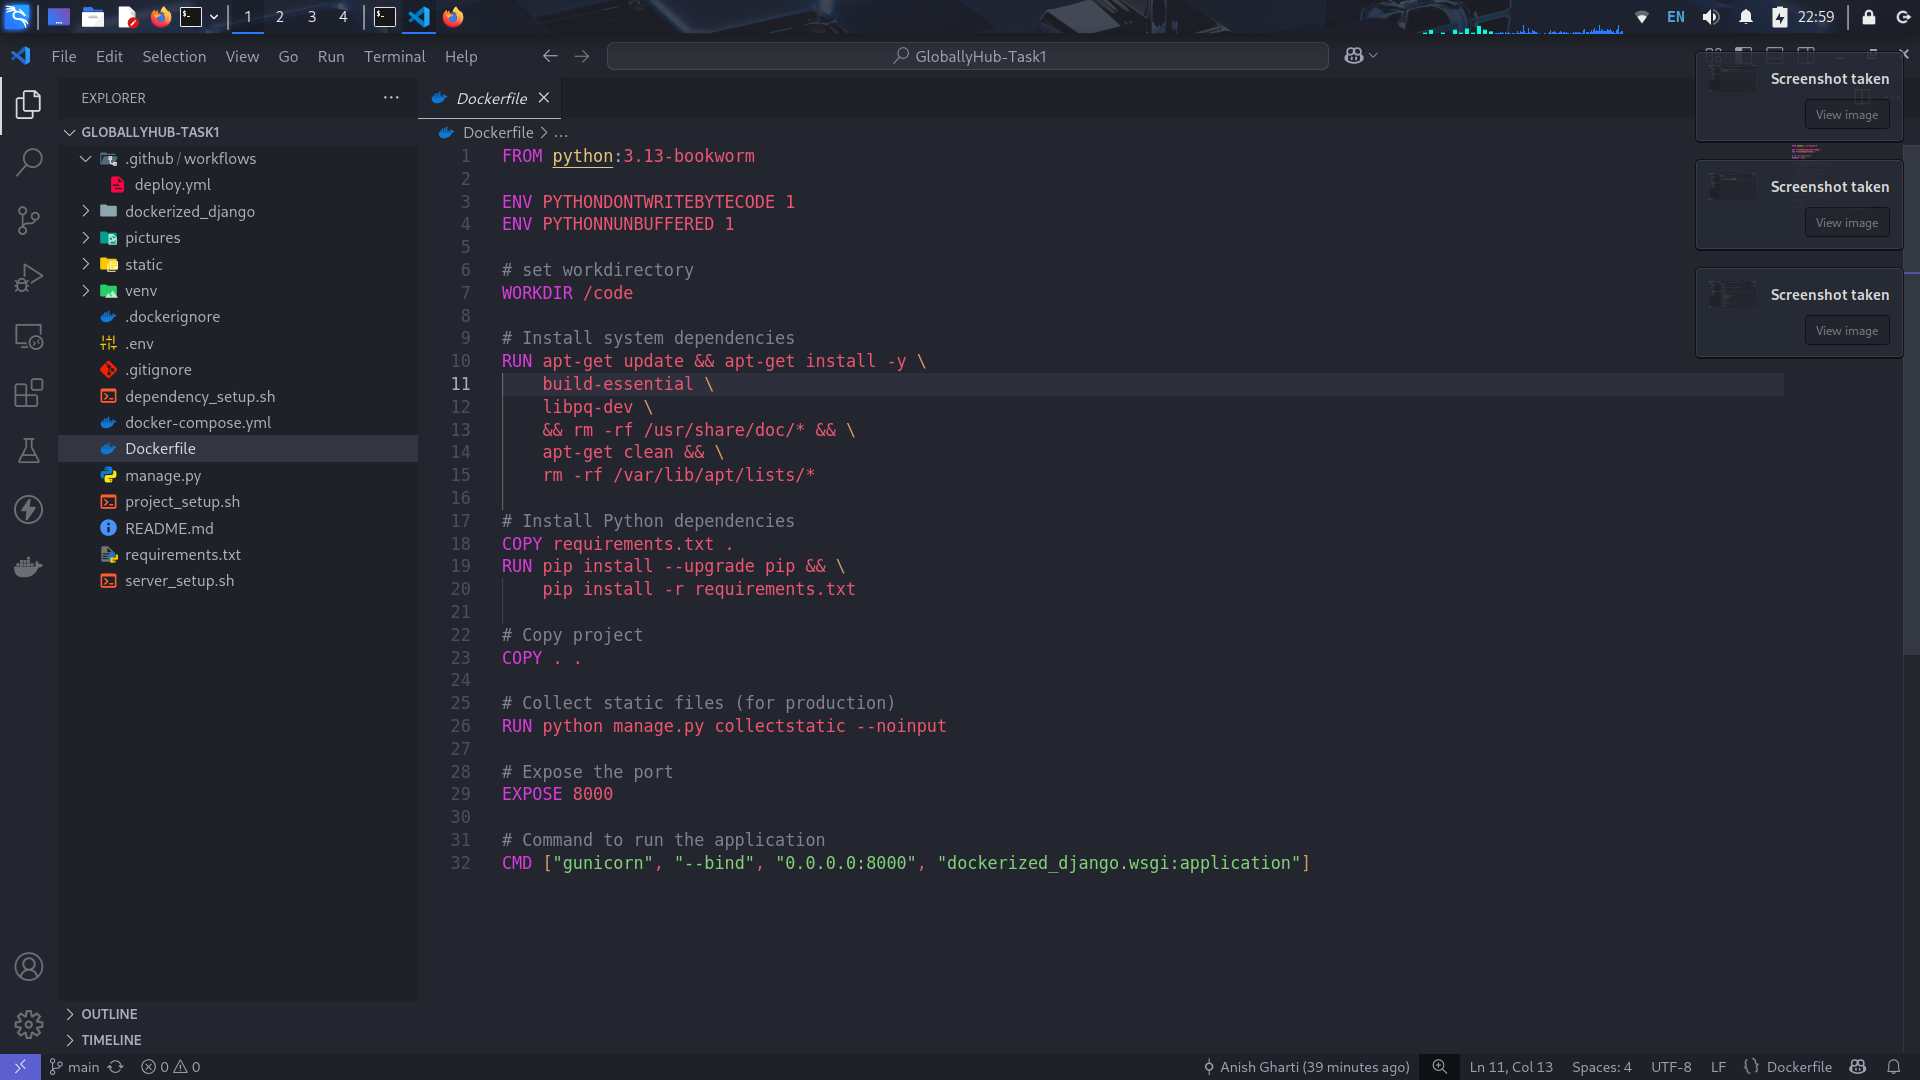 1 2 3 4
EN
22:59
File Edit Selection View Go Run Terminal Help
GloballyHub-Task1
Screenshot taken
View image
Screenshot taken
View image
Screenshot taken
View image
EXPLORER
GLOBALLYHUB-TASK1
.github/workflows
deploy.yml
dockerized_django
pictures
static
venv
.dockerignore
.env
.gitignore
dependency_setup.sh
docker-compose.yml
Dockerfile
manage.py
project_setup.sh
README.md
requirements.txt
server_setup.sh
OUTLINE
TIMELINE
Dockerfile
Dockerfile > ...
1 FROM python:3.13-bookworm
2
3 ENV PYTHONDONTWRITEBYTECODE 1
4 ENV PYTHONNUNBUFFERED 1
5
6 # set workdirectory
7 WORKDIR /code
8
9 # Install system dependencies
10 RUN apt-get update && apt-get install -y \
11 build-essential \
12 libpq-dev \
13 && rm -rf /usr/share/doc/* && \
14 apt-get clean && \
15 rm -rf /var/lib/apt/lists/*
16
17 # Install Python dependencies
18 COPY requirements.txt .
19 RUN pip install --upgrade pip && \
20 pip install -r requirements.txt
21
22 # Copy project
23 COPY . .
24
25 # Collect static files (for production)
26 RUN python manage.py collectstatic --noinput
27
28 # Expose the port
29 EXPOSE 8000
30
31 # Command to run the application
32 CMD ["gunicorn", "--bind", "0.0.0.0:8000", "dockerized_django.wsgi:application"]
main 0 0
Anish Gharti (39 minutes ago) Ln 11, Col 13 Spaces: 4 UTF-8 LF {} Dockerfile